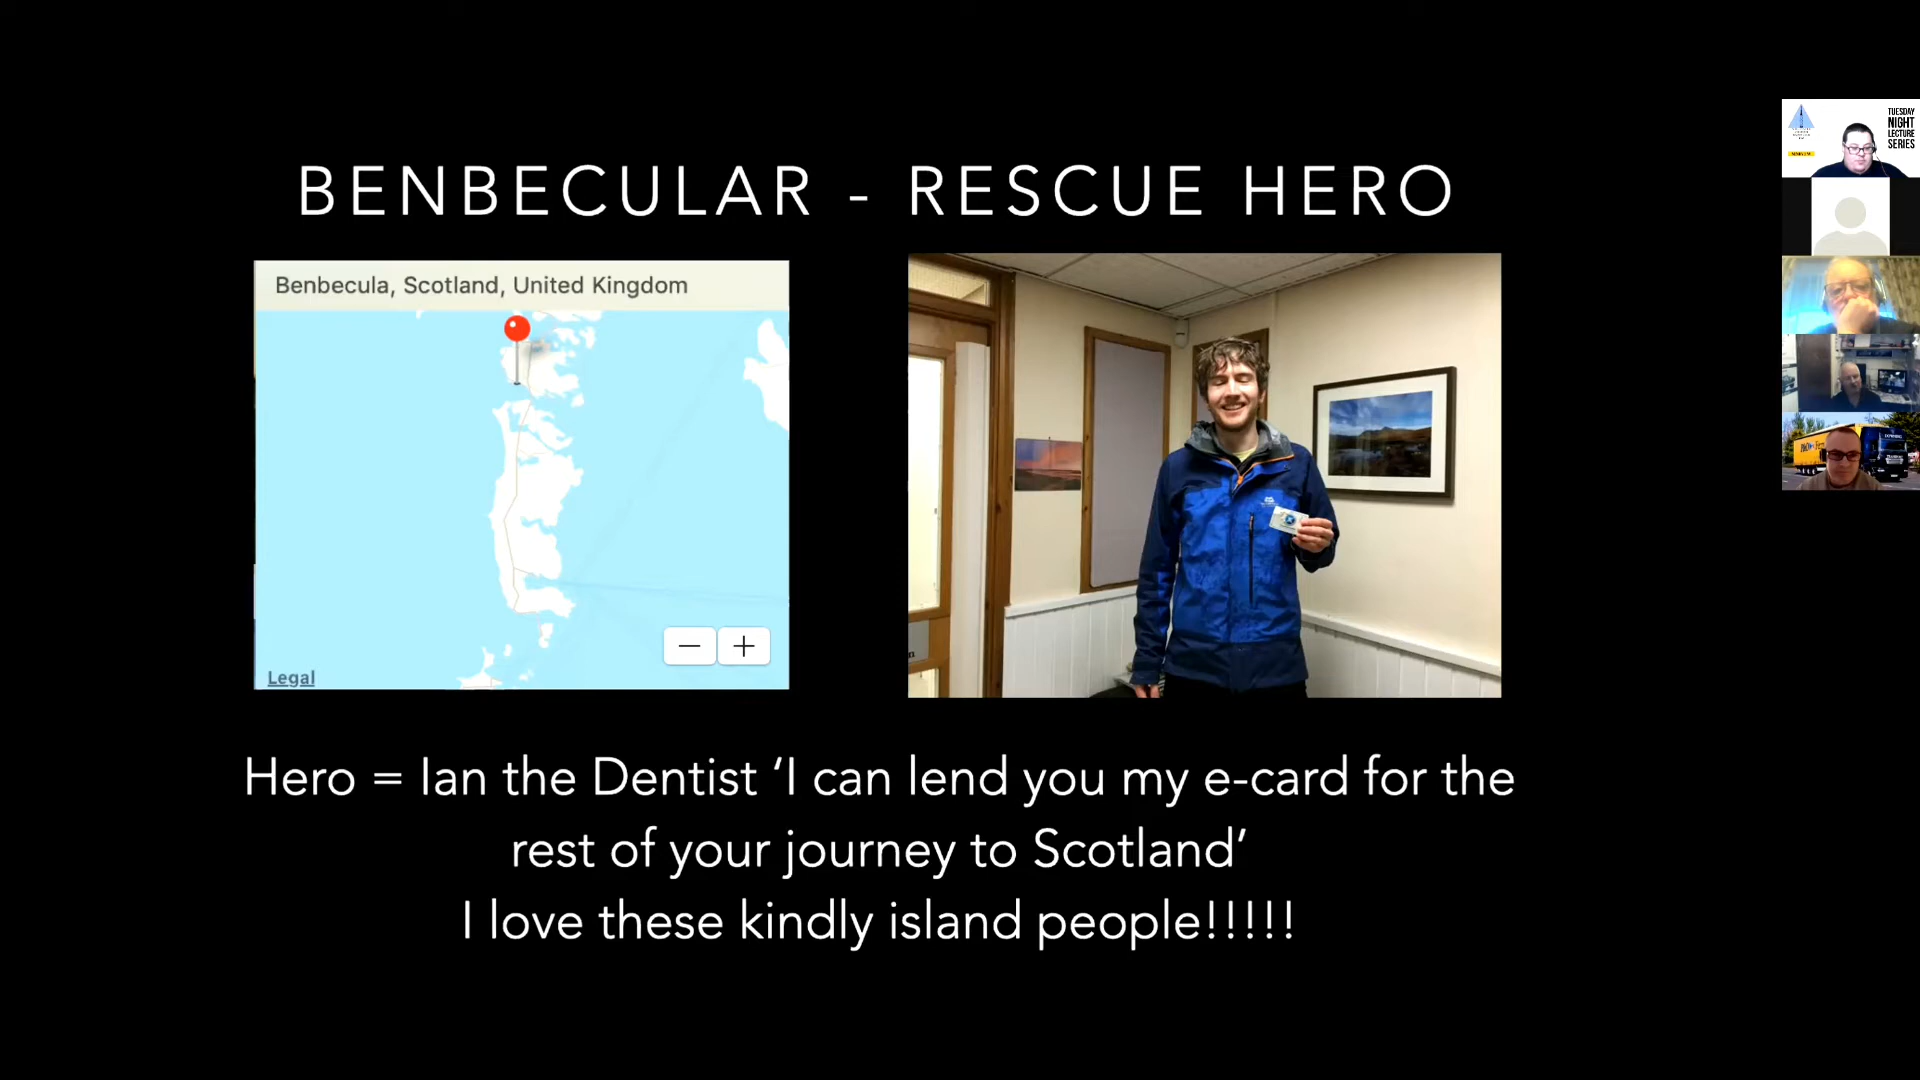 BENBECULAR - RESCUE HERO
Benbecula, Scotland, United Kingdom
Legal
Hero = Ian the Dentist ‘I can lend you my e-card for the
rest of your journey to Scotland’
I love these kindly island people!!!!!
TUESDAY
NIGHT
LECTURE
SERIES